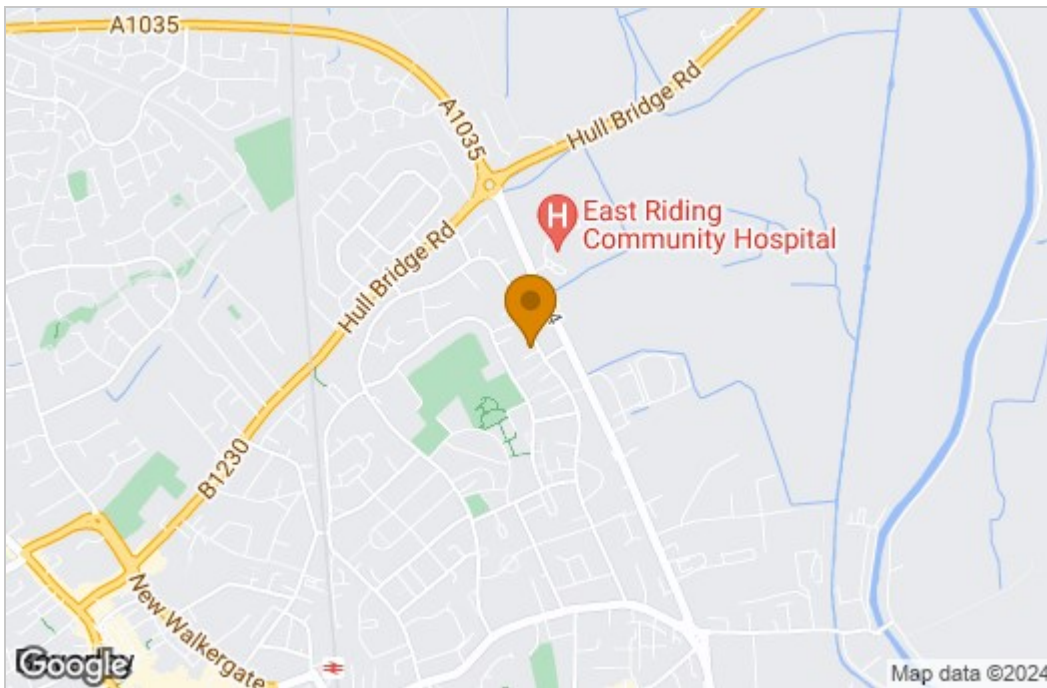 A1035
Hull Bridge Rd
A1035
East Riding
Community Hospital
Hull Bridge Rd
B1230
New Walkergate
Google
Map data ©2024